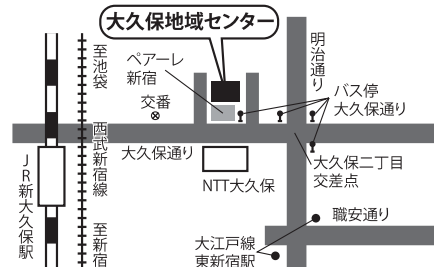 大久保地域センター
至池袋
ペアーレ
新宿
交番
明治通り
バス停
大久保通り
西武新宿線
大久保通り
NTT大久保
大久保二丁目
交差点
JR新大久保駅
至新宿
大江戸線
東新宿駅
職安通り